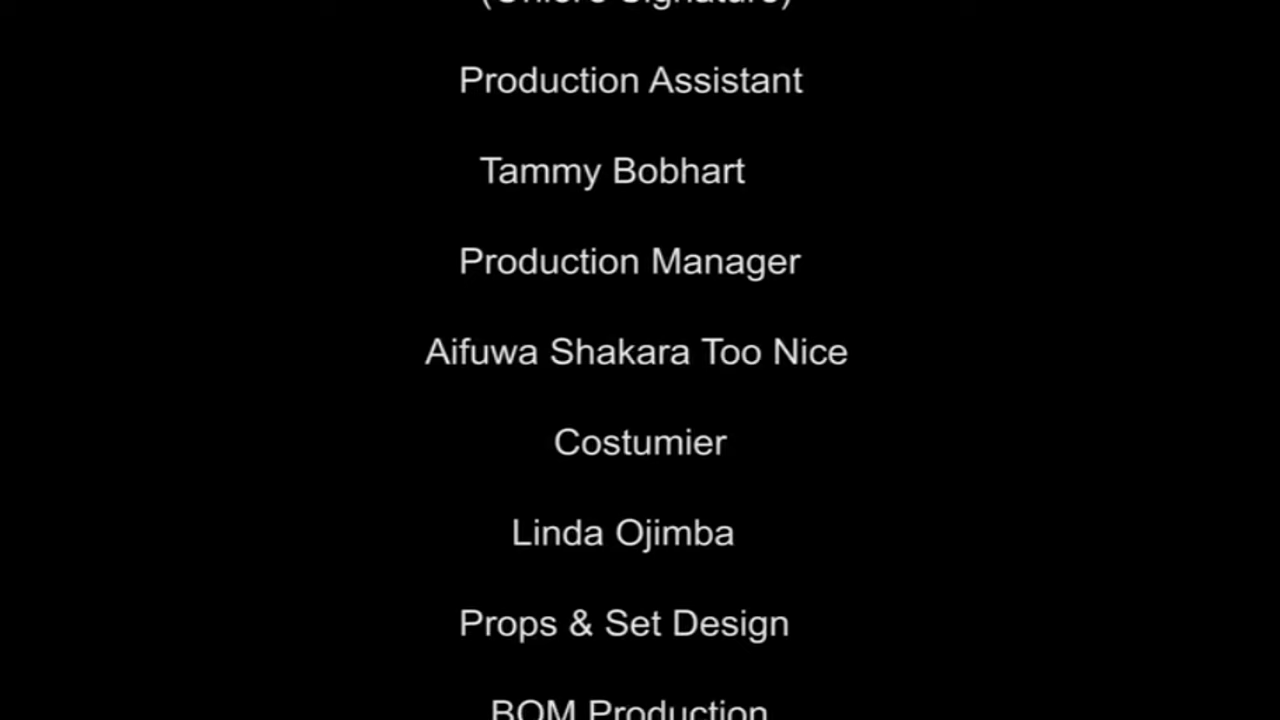 Production Assistant
Tammy Bobhart
Production Manager
Aifuwa Shakara Too Nice
Costumier
Linda Ojimba
Props & Set Design
BOM Production